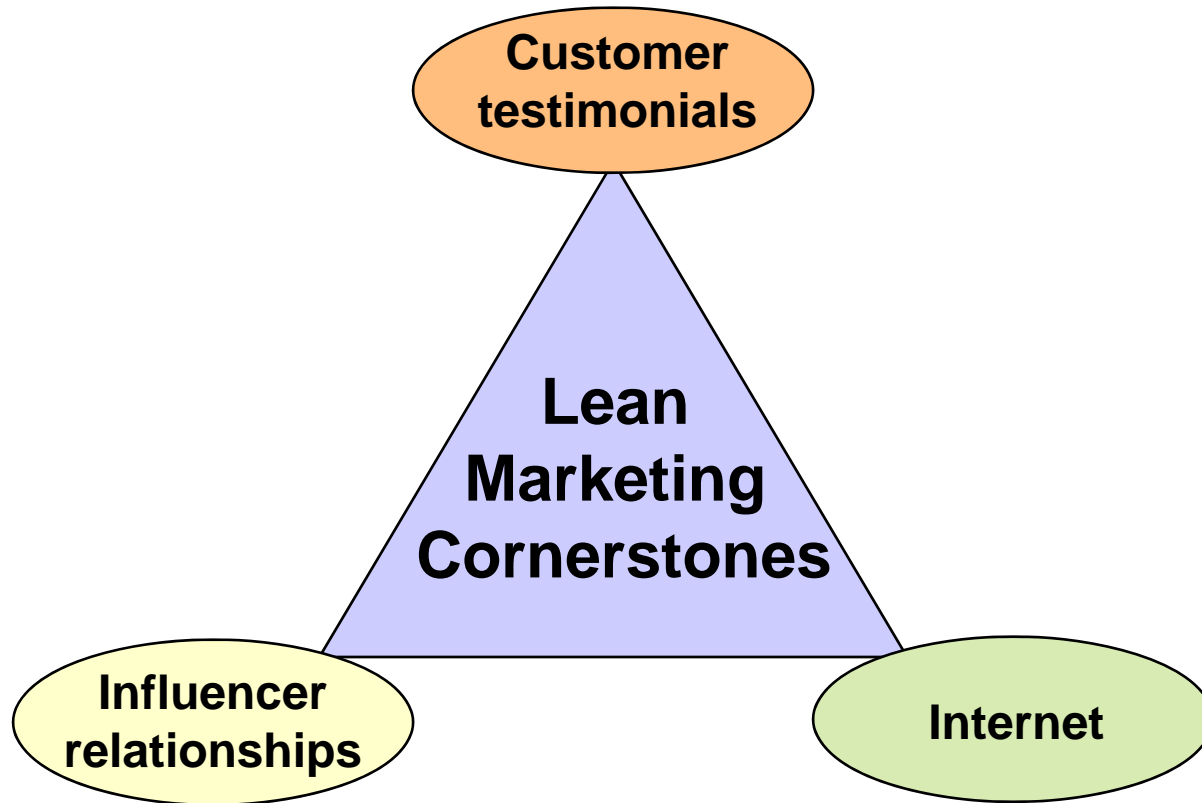 Customer
testimonials
Lean
Marketing
Cornerstones
Influencer
relationships
Internet